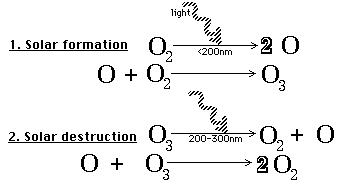 light
1. Solar formation O₂ → 2 O
<200nm
O + O₂ → O₃
2. Solar destruction O₃ → O₂ + O
200-300nm
O + O₃ → 2 O₂